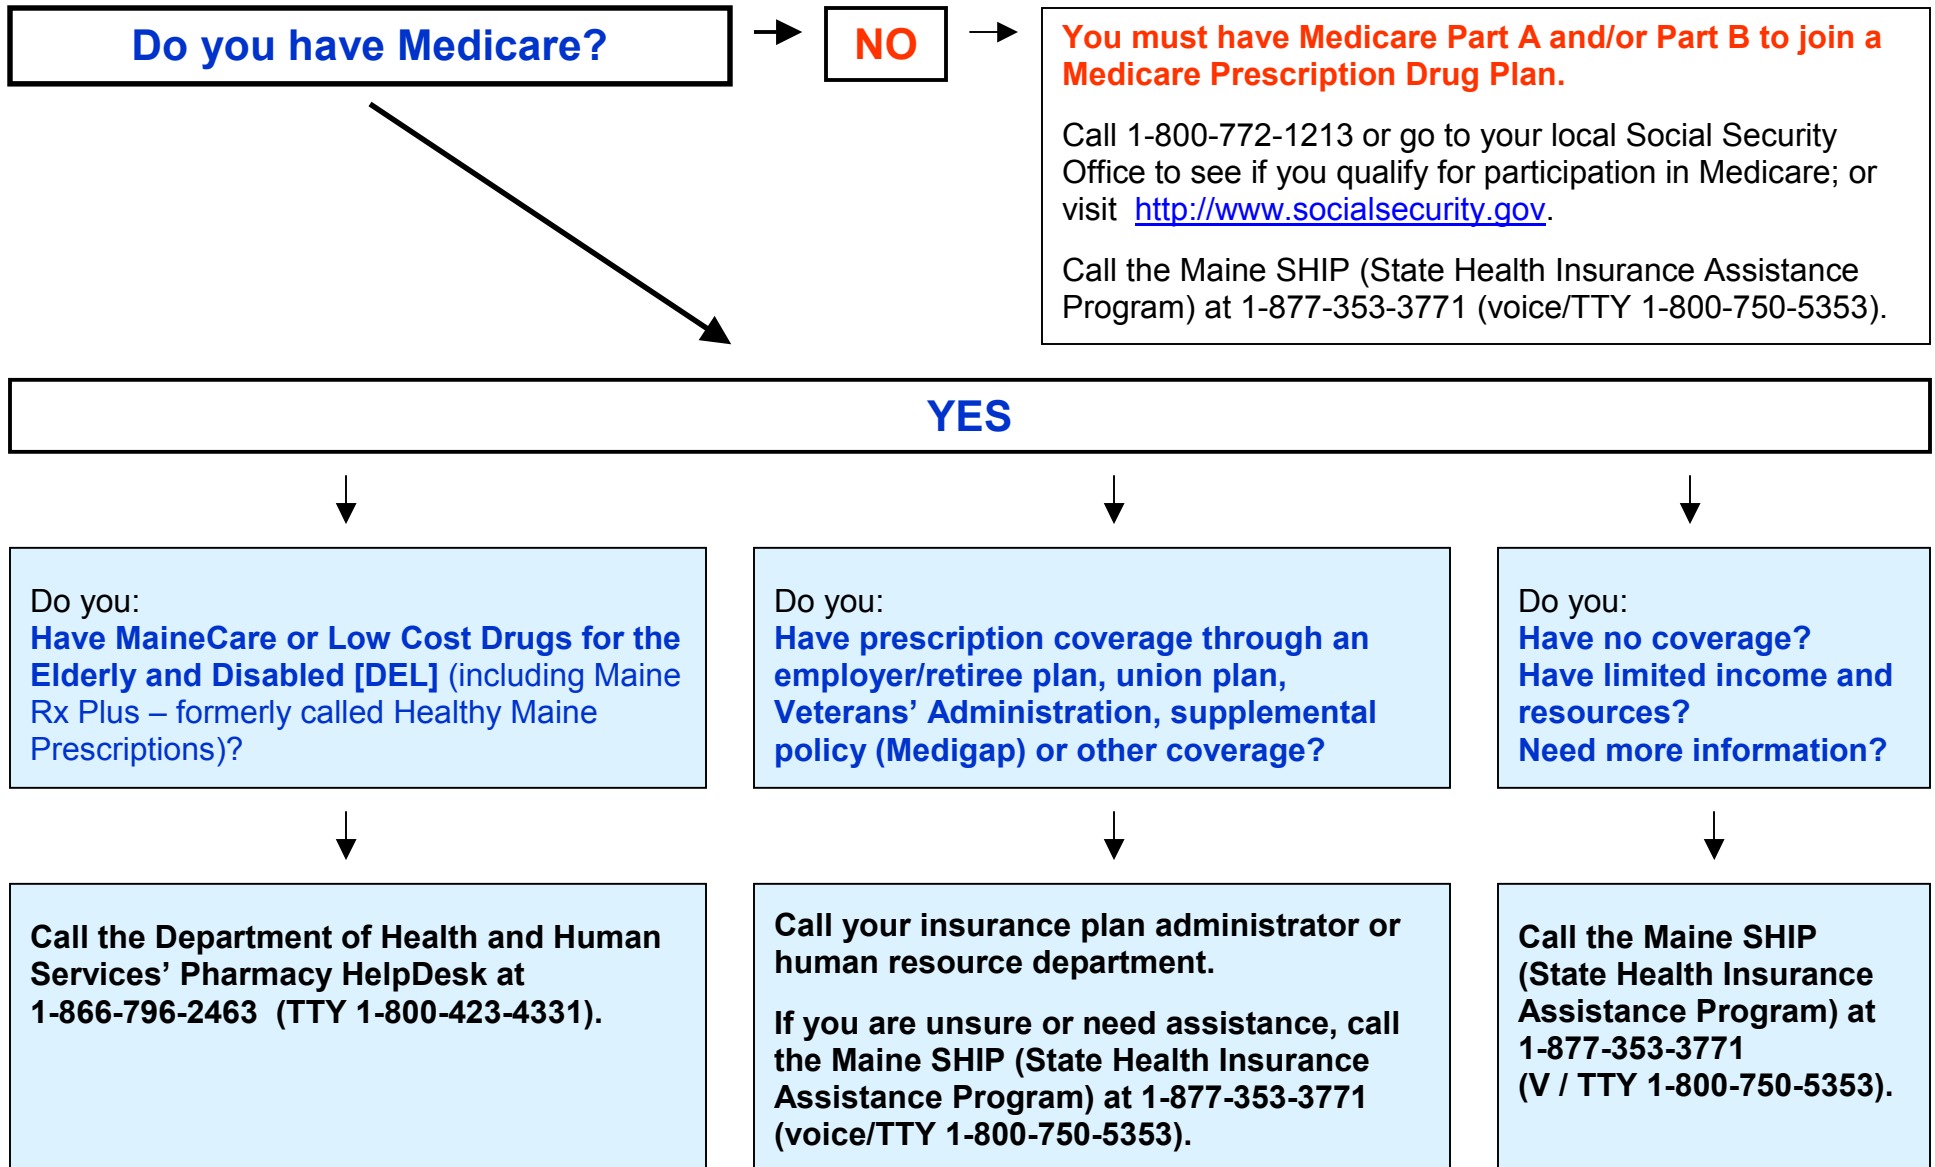 Do you have Medicare?
NO
You must have Medicare Part A and/or Part B to join a
Medicare Prescription Drug Plan.
Call 1-800-772-1213 or go to your local Social Security
Office to see if you qualify for participation in Medicare; or
visit http://www.socialsecurity.gov.
Call the Maine SHIP (State Health Insurance Assistance
Program) at 1-877-353-3771 (voice/TTY 1-800-750-5353).
YES
Do you:
Have MaineCare or Low Cost Drugs for the
Elderly and Disabled [DEL] (including Maine
Rx Plus – formerly called Healthy Maine
Prescriptions)?
Do you:
Have prescription coverage through an
employer/retiree plan, union plan,
Veterans’ Administration, supplemental
policy (Medigap) or other coverage?
Do you:
Have no coverage?
Have limited income and
resources?
Need more information?
Call the Department of Health and Human
Services’ Pharmacy HelpDesk at
1-866-796-2463 (TTY 1-800-423-4331).
Call your insurance plan administrator or
human resource department.
If you are unsure or need assistance, call
the Maine SHIP (State Health Insurance
Assistance Program) at 1-877-353-3771
(voice/TTY 1-800-750-5353).
Call the Maine SHIP
(State Health Insurance
Assistance Program) at
1-877-353-3771
(V / TTY 1-800-750-5353).